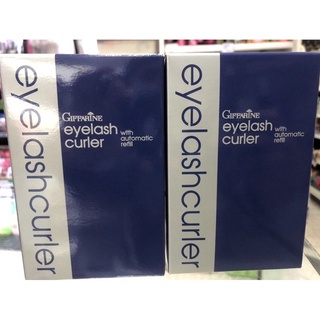 eyelashcurler
GIFFARINE
eyelash
curler
with
automatic
refill
eyelashcurler
GIFFARINE
eyelash
curler
with
automatic
refill